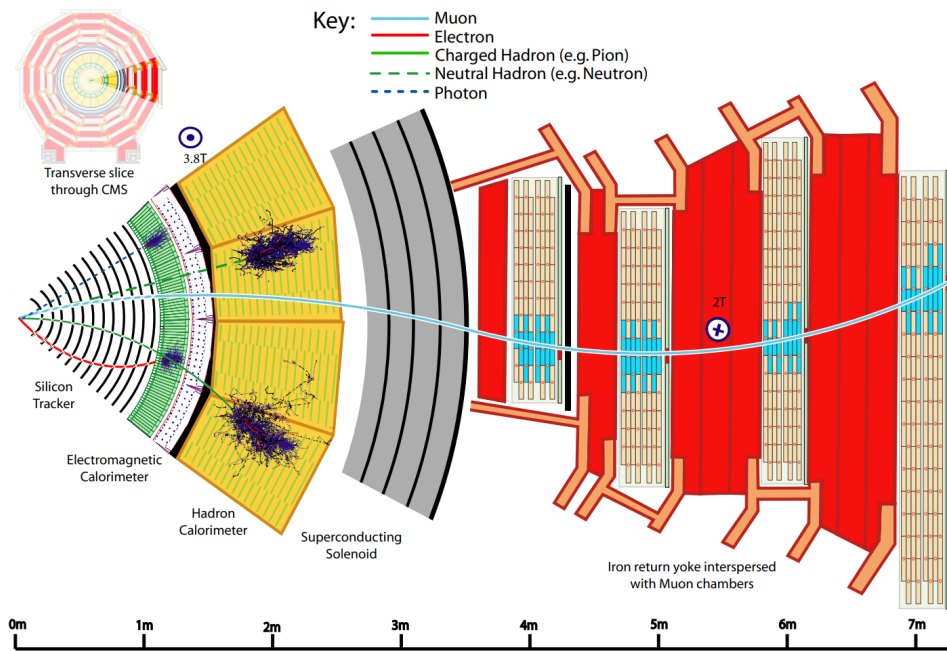 Key:
Muon
Electron
Charged Hadron (e.g. Pion)
Neutral Hadron (e.g. Neutron)
Photon
Transverse slice
through CMS
3.8T
2T
Silicon
Tracker
Electromagnetic
Calorimeter
Hadron
Calorimeter
Superconducting
Solenoid
Iron return yoke interspersed
with Muon chambers
0m
1m
2m
3m
4m
5m
6m
7m